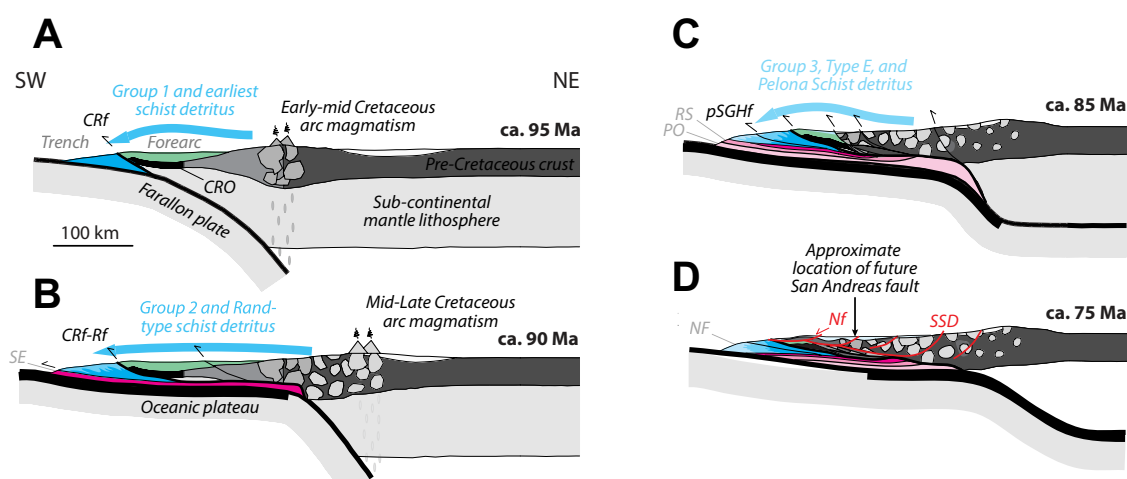 A
SW
NE
Group 1 and earliest
schist detritus
Early-mid Cretaceous
arc magmatism
CRf
ca. 95 Ma
Trench
Forearc
CRO
Pre-Cretaceous crust
Farallon plate
Sub-continental
mantle lithosphere
100 km
B
Group 2 and Rand-
type schist detritus
Mid-Late Cretaceous
arc magmatism
CRf-Rf
ca. 90 Ma
SE
Oceanic plateau
C
Group 3, Type E, and
Pelona Schist detritus
ca. 85 Ma
pSGHf
RS
PO
D
Approximate
location of future
San Andreas fault
ca. 75 Ma
NF
Nf
SSD